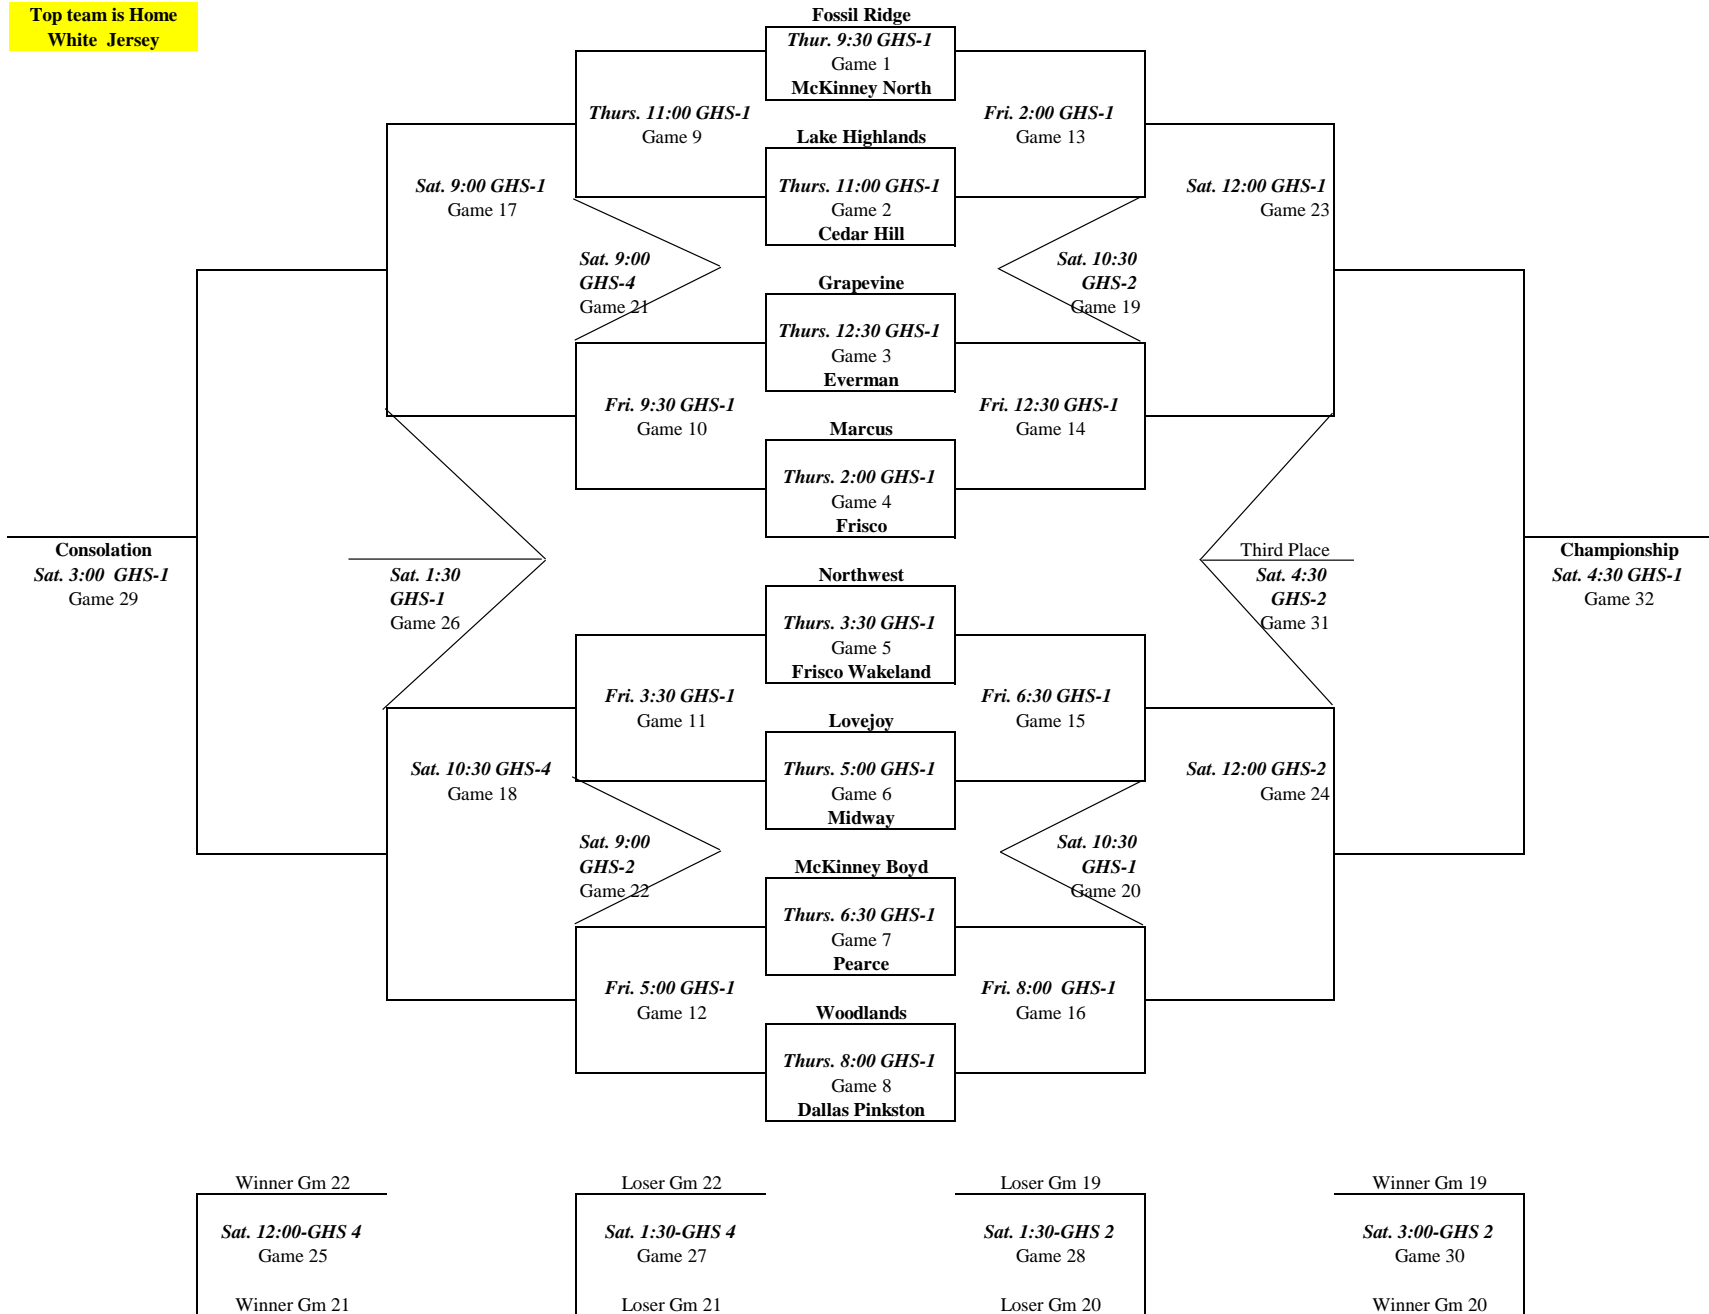 Top team is Home
White Jersey
Fossil Ridge
Thur. 9:30 GHS-1
Game 1
McKinney North
Thurs. 11:00 GHS-1
Game 9
Fri. 2:00 GHS-1
Game 13
Lake Highlands
Thurs. 11:00 GHS-1
Game 2
Cedar Hill
Sat. 9:00 GHS-1
Game 17
Sat. 12:00 GHS-1
Game 23
Sat. 9:00
GHS-4
Game 21
Sat. 10:30
GHS-2
Game 19
Grapevine
Thurs. 12:30 GHS-1
Game 3
Everman
Fri. 9:30 GHS-1
Game 10
Fri. 12:30 GHS-1
Game 14
Marcus
Thurs. 2:00 GHS-1
Game 4
Frisco
Consolation
Sat. 3:00 GHS-1
Game 29
Sat. 1:30
GHS-1
Game 26
Third Place
Sat. 4:30
GHS-2
Game 31
Championship
Sat. 4:30 GHS-1
Game 32
Northwest
Thurs. 3:30 GHS-1
Game 5
Frisco Wakeland
Fri. 3:30 GHS-1
Game 11
Fri. 6:30 GHS-1
Game 15
Lovejoy
Thurs. 5:00 GHS-1
Game 6
Midway
Sat. 10:30 GHS-4
Game 18
Sat. 12:00 GHS-2
Game 24
Sat. 9:00
GHS-2
Game 22
Sat. 10:30
GHS-1
Game 20
McKinney Boyd
Thurs. 6:30 GHS-1
Game 7
Pearce
Fri. 5:00 GHS-1
Game 12
Fri. 8:00 GHS-1
Game 16
Woodlands
Thurs. 8:00 GHS-1
Game 8
Dallas Pinkston
Winner Gm 22
Sat. 12:00-GHS 4
Game 25
Winner Gm 21
Loser Gm 22
Sat. 1:30-GHS 4
Game 27
Loser Gm 21
Loser Gm 19
Sat. 1:30-GHS 2
Game 28
Loser Gm 20
Winner Gm 19
Sat. 3:00-GHS 2
Game 30
Winner Gm 20